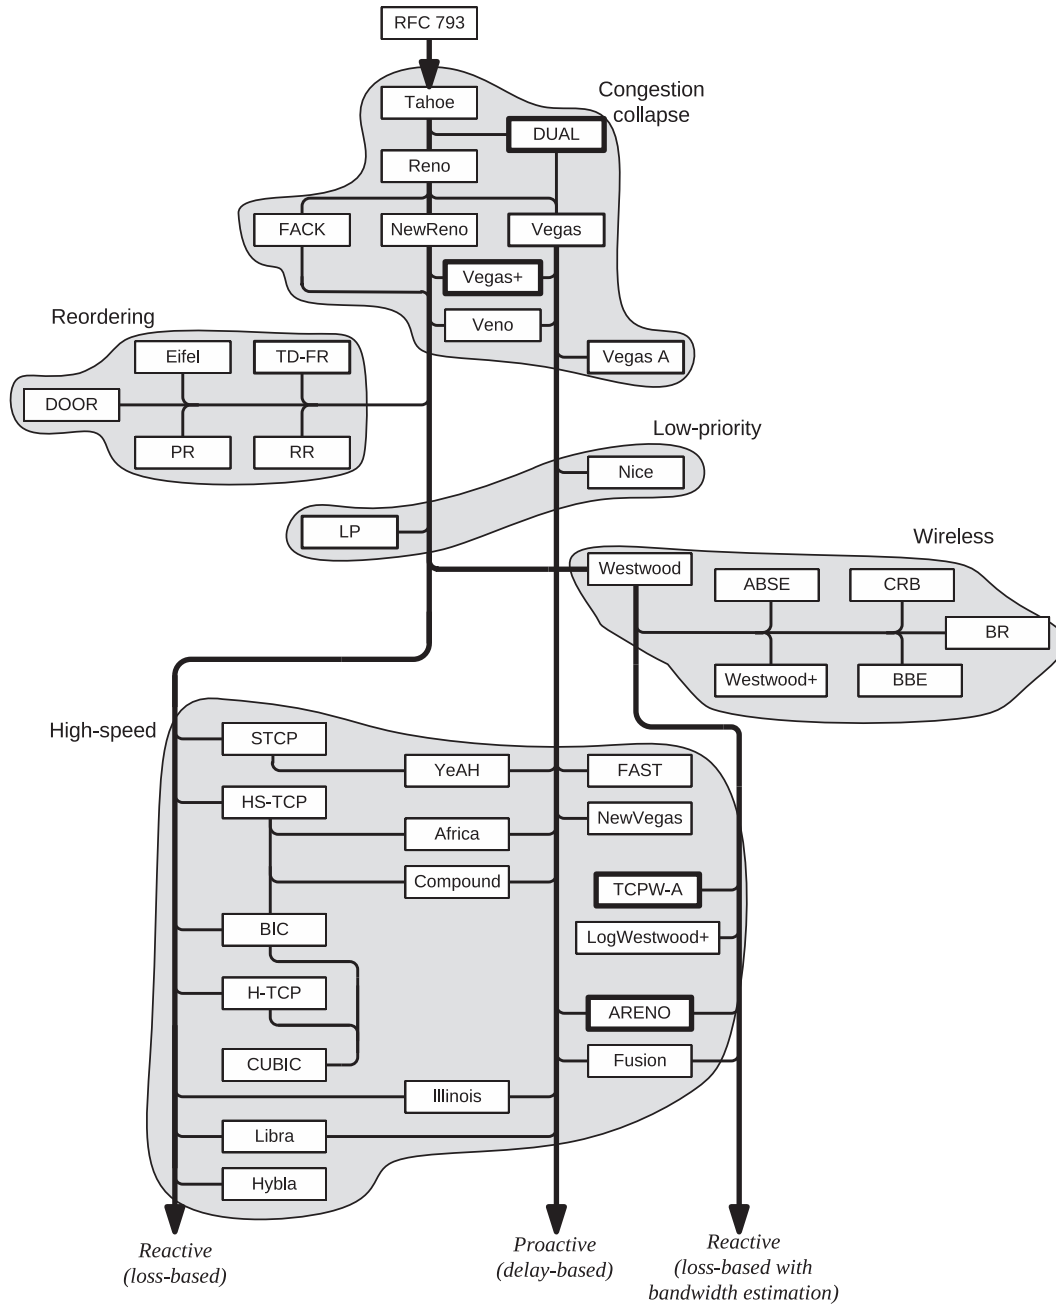 RFC 793
Tahoe
Congestion
collapse
DUAL
Reno
FACK
NewReno
Vegas
Vegas+
Veno
Vegas A
Reordering
Eifel
TD-FR
DOOR
PR
RR
Low-priority
Nice
LP
Wireless
Westwood
ABSE
CRB
BR
Westwood+
BBE
High-speed
STCP
YeAH
FAST
HS-TCP
NewVegas
Africa
Compound
TCPW-A
BIC
LogWestwood+
H-TCP
ARENO
CUBIC
Fusion
Illinois
Libra
Hybla
Reactive
(loss-based)
Proactive
(delay-based)
Reactive
(loss-based with
bandwidth estimation)